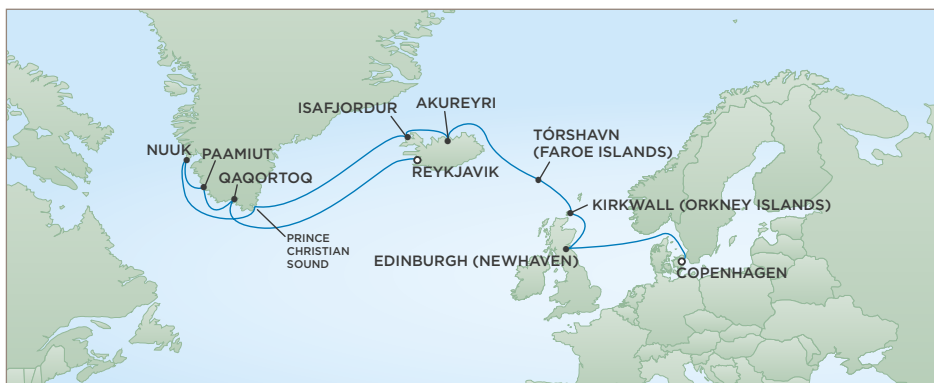 AKUREYRI
ISAFJORDUR
TÓRSHAVN
(FAROE ISLANDS)
NUUK
PAAMIUT
REYKJAVIK
QAQORTOQ
KIRKWALL (ORKNEY ISLANDS)
PRINCE
CHRISTIAN
SOUND
EDINBURGH (NEWHAVEN)
COPENHAGEN